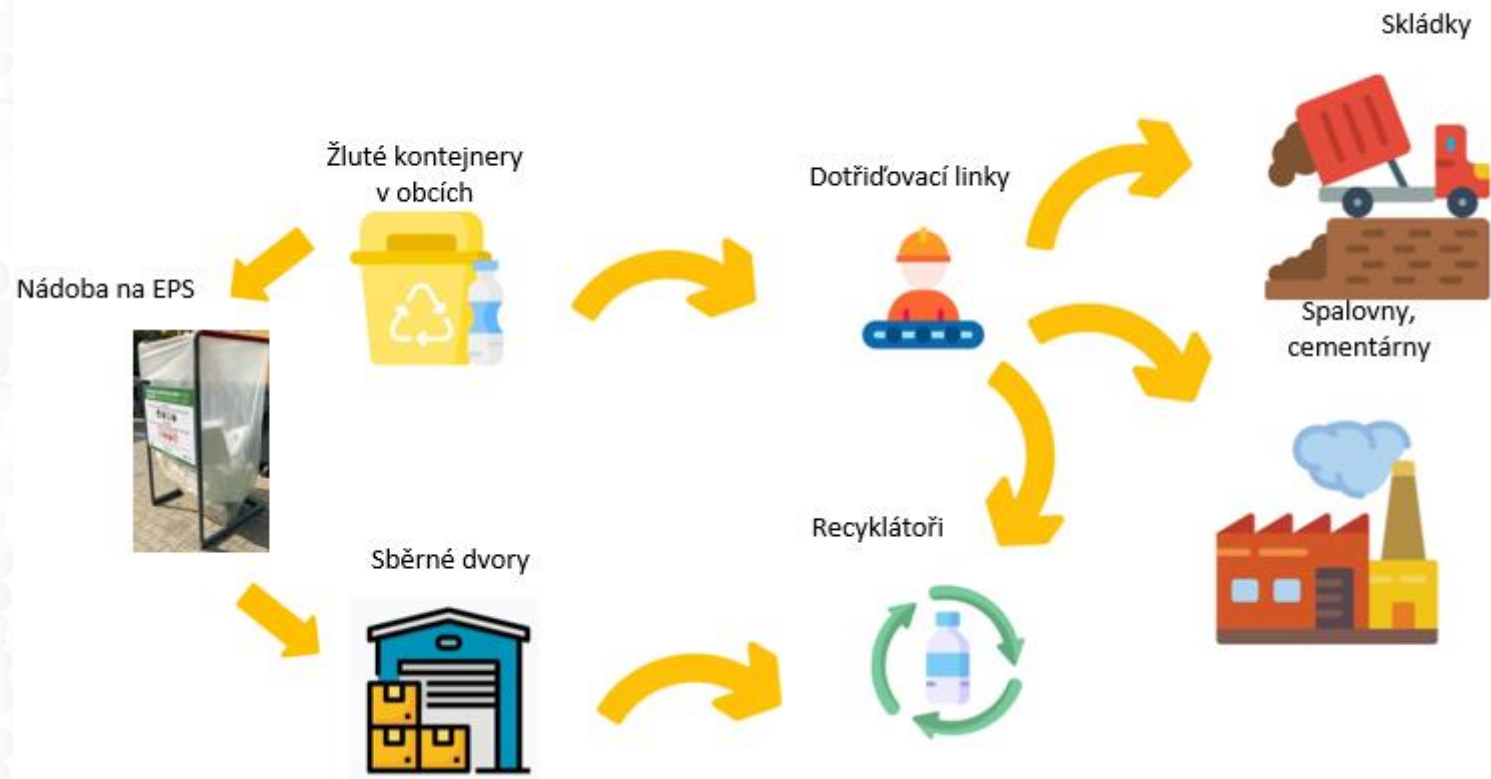 Skládky
Žluté kontejnery
v obcích
Dotřiďovací linky
Nádoba na EPS
Spalovny,
cementárny
Recyklátoři
Sběrné dvory